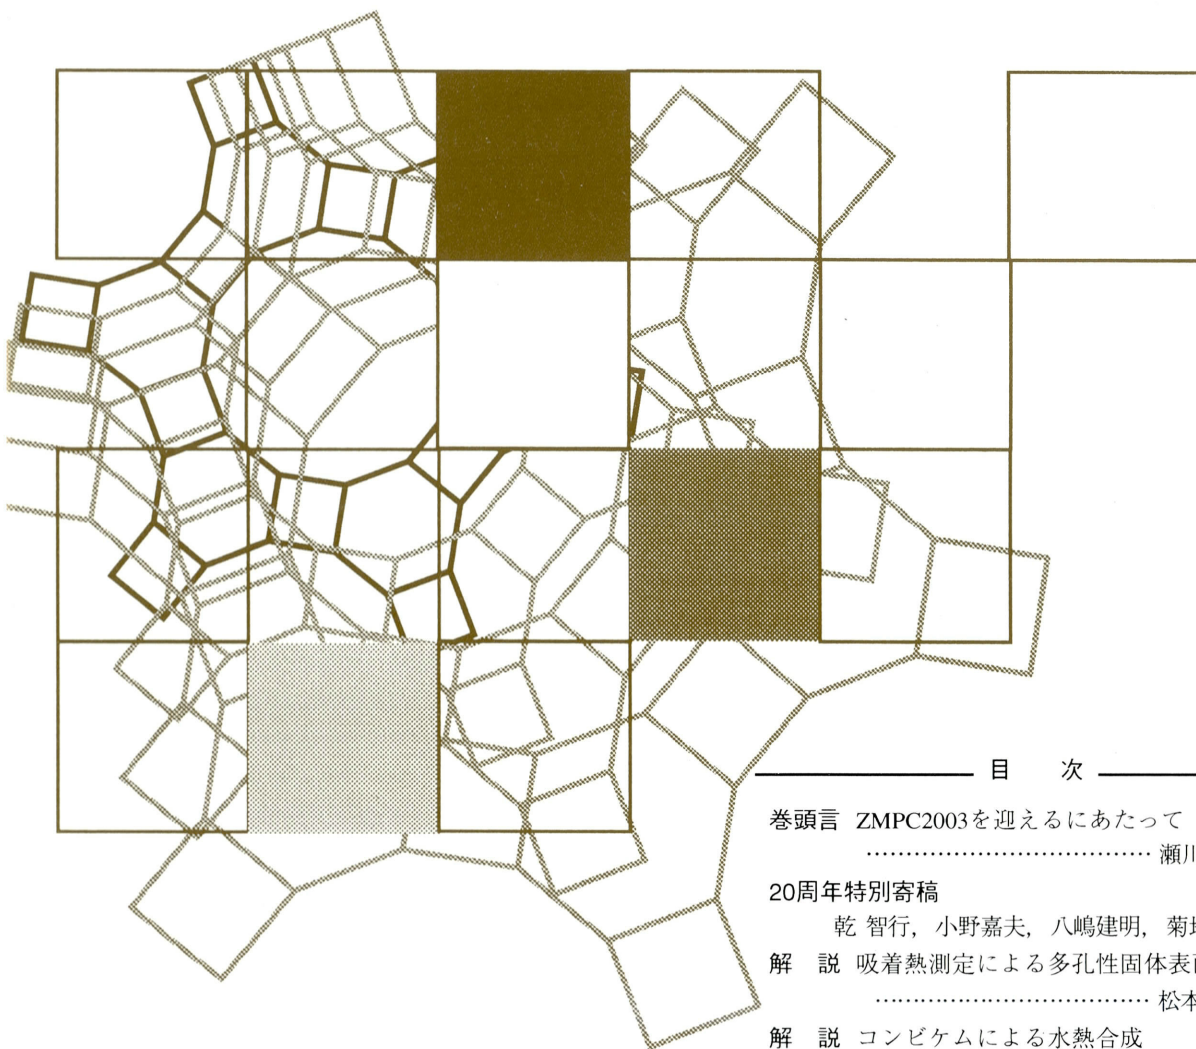 目 次
巻頭言 ZMPC2003を迎えるにあたって
……………………………… 瀬川
20周年特別寄稿
乾 智行, 小野嘉夫, 八嶋建明, 菊地
解 説 吸着熱測定による多孔性固体表面
……………………………… 松本
解 説 コンビケムによる水熱合成